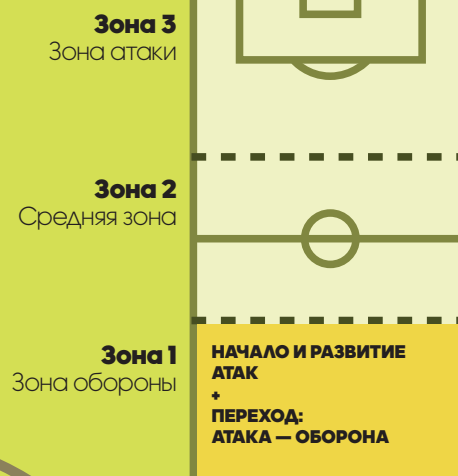 Зона 3
Зона атаки
Зона 2
Средняя зона
Зона 1
Зона обороны
НАЧАЛО И РАЗВИТИЕ
АТАК
+
ПЕРЕХОД:
АТАКА — ОБОРОНА